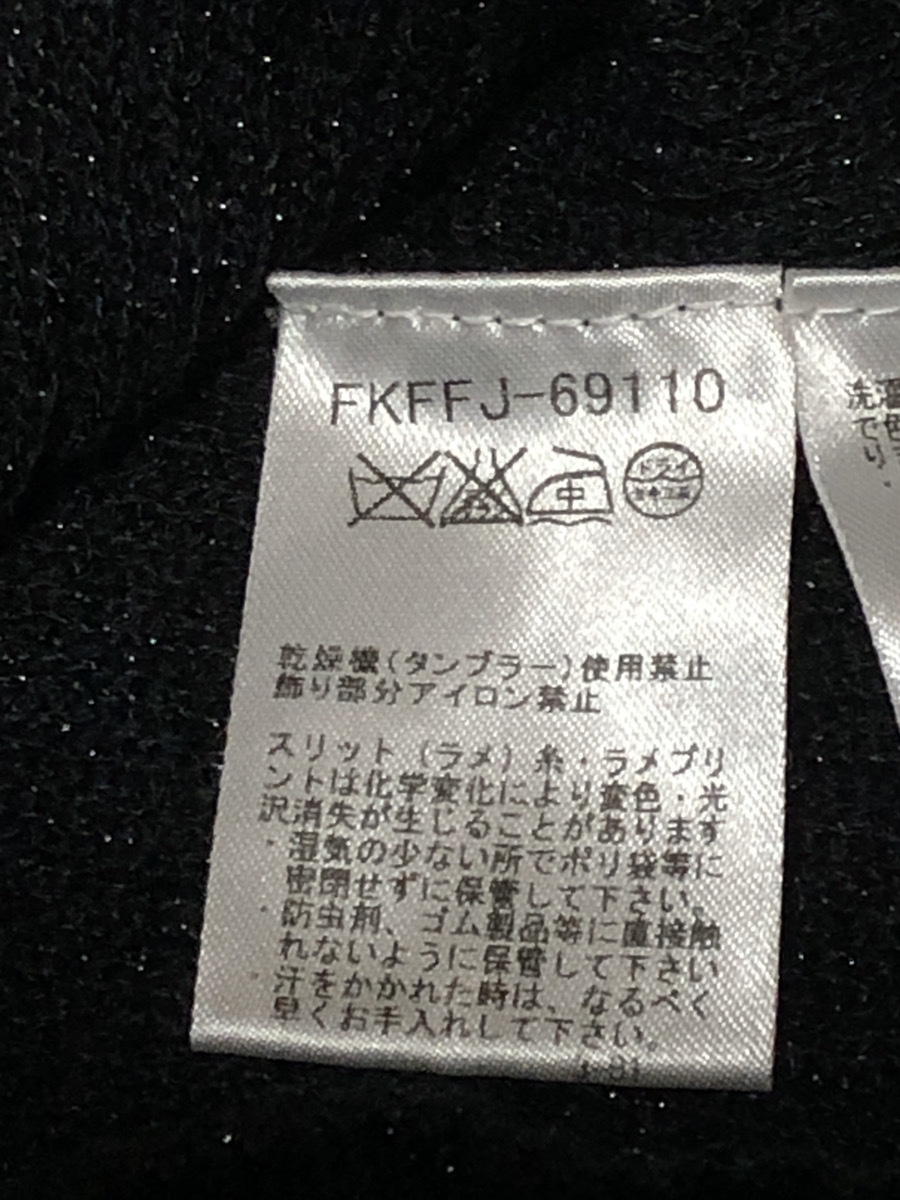 FKFFJ-69110
中
ドライ
乾燥機(タンブラー)使用禁止
飾り部分アイロン禁止
スリット(ラメ)糸・ラメプリ
ントは化学変化により変色・光
沢消失が生じることがあります
・湿気の少ない所でポリ袋等に
密閉せずに保管して下さい。
・防虫剤、ゴム製品等に直接触
れないように保管して下さい
・汗をかかれた時は、なるべく
早くお手入れして下さい。
洗濯
色
でり